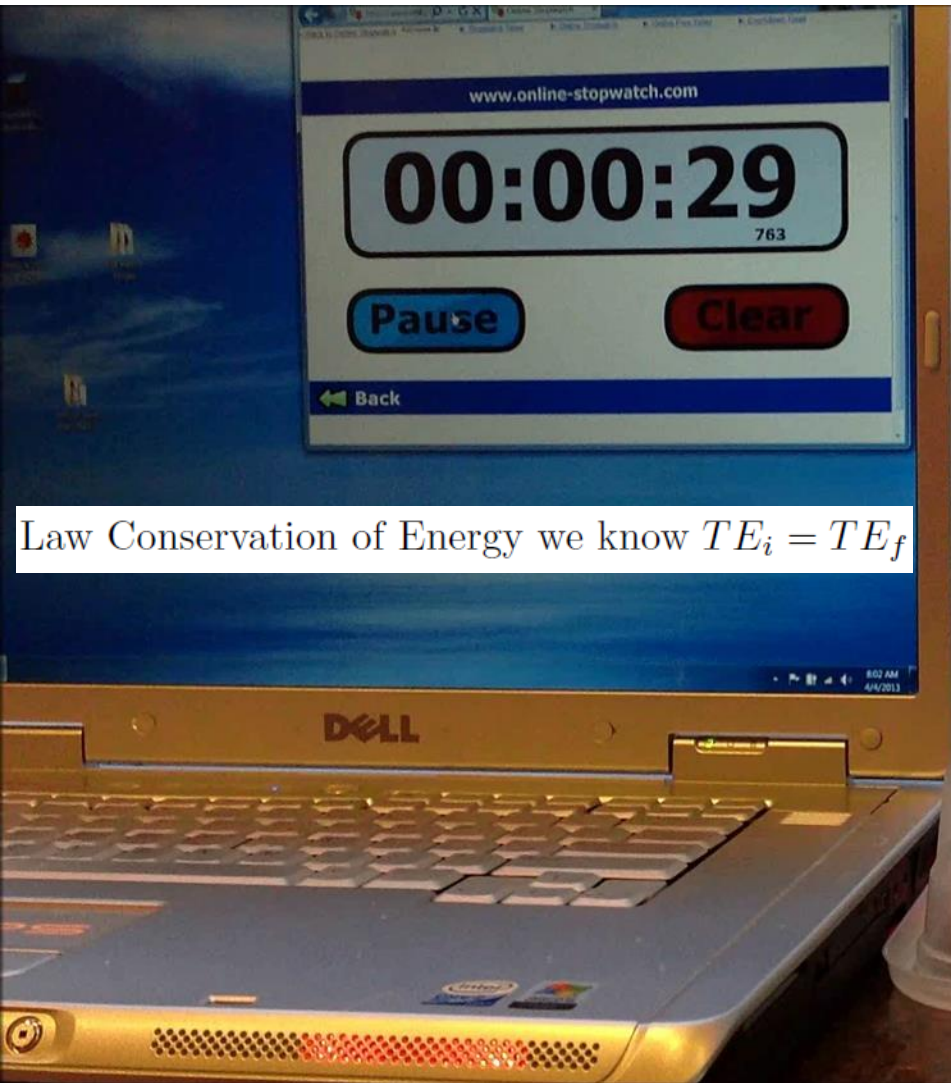 www.online-stopwatch.com
00:00:29
763
Pause
Clear
Back
Law Conservation of Energy we know $TE_i = TE_f$
8:02 AM
4/4/2013
DELL
intel